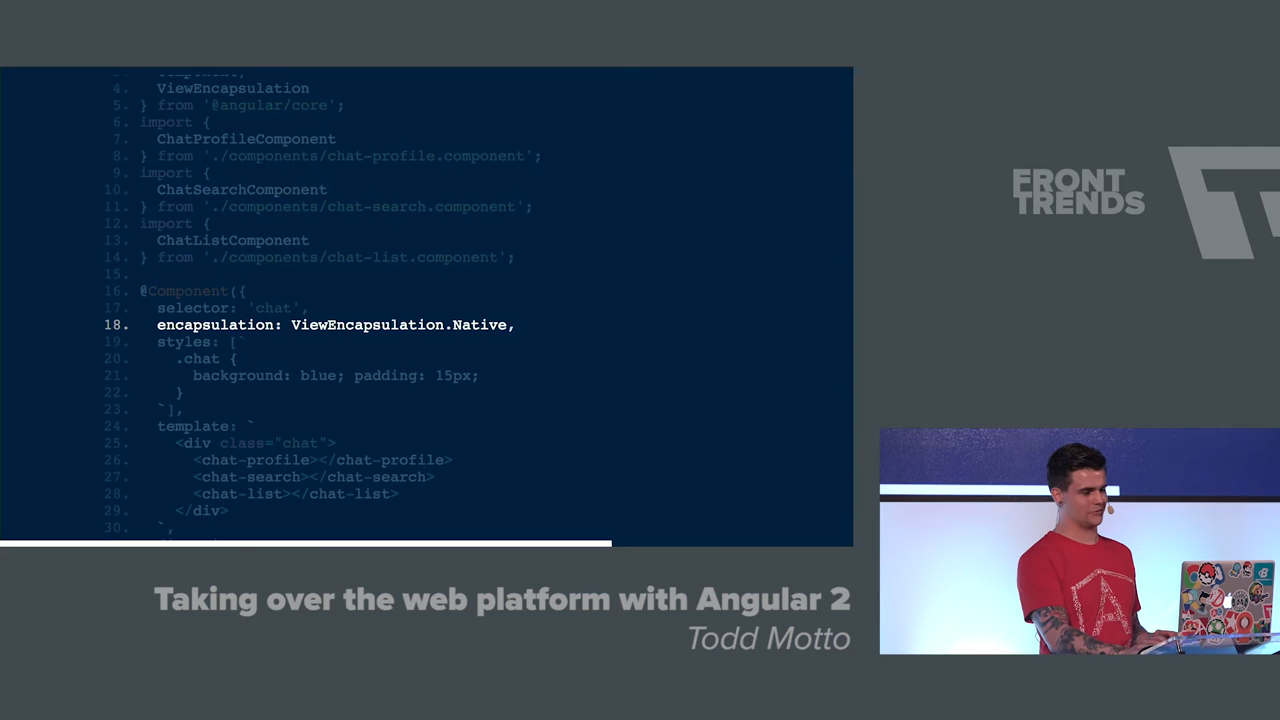 4. ViewEncapsulation
5. } from '@angular/core';
6. import {
7. ChatProfileComponent
8. } from './components/chat-profile.component';
9. import {
10. ChatSearchComponent
11. } from './components/chat-search.component';
12. import {
13. ChatListComponent
14. } from './components/chat-list.component';
15.
16. @Component({
17. selector: 'chat',
18. encapsulation: ViewEncapsulation.Native,
19. styles: [`
20. .chat {
21. background: blue; padding: 15px;
22. }
23. `],
24. template: `
25. <div class="chat">
26. <chat-profile></chat-profile>
27. <chat-search></chat-search>
28. <chat-list></chat-list>
29. </div>
30. `,
FRONT
TRENDS
Taking over the web platform with Angular 2
Todd Motto